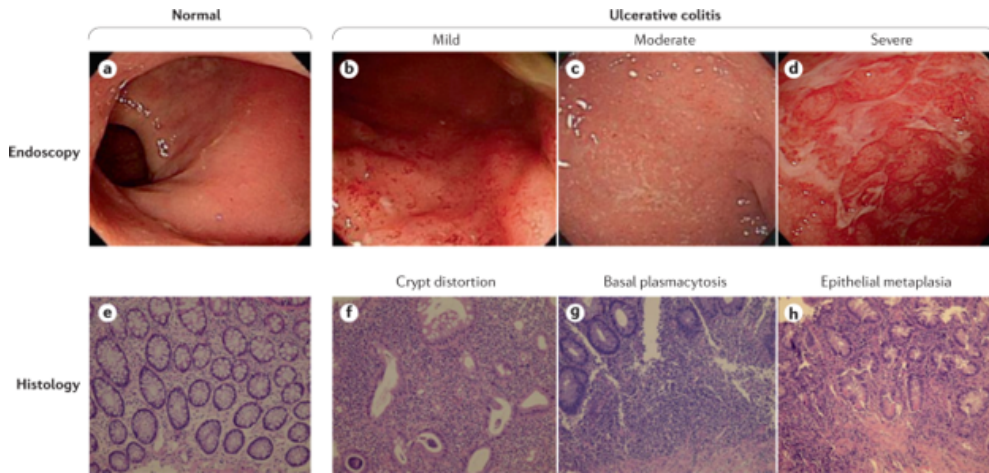 Normal
Ulcerative colitis
Mild
Moderate
Severe
a
b
c
d
Endoscopy
Crypt distortion
Basal plasmacytosis
Epithelial metaplasia
e
f
g
h
Histology